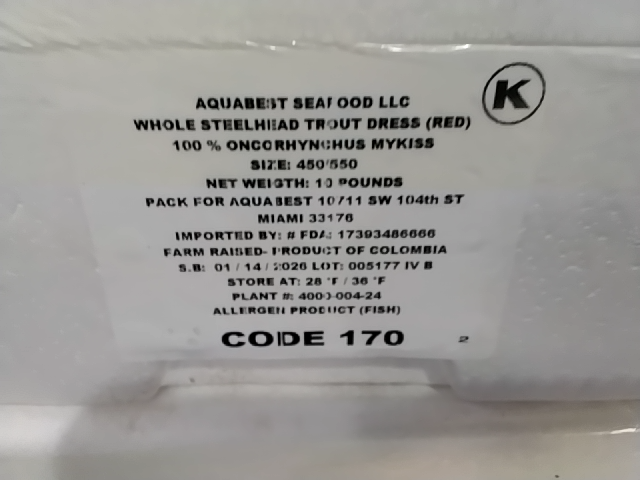 K
AQUABEST SEAFOOD LLC
WHOLE STEELHEAD TROUT DRESS (RED)
100 % ONCORHYNCHUS MYKISS
SIZE: 450/550
NET WEIGTH: 10 POUNDS
PACK FOR AQUABEST 10711 SW 104th ST
MIAMI 33176
IMPORTED BY: # FDA: 17393486666
FARM RAISED- PRODUCT OF COLOMBIA
S.B: 01 / 14 / 2026 LOT: 005177 IV B
STORE AT: 28 °F / 36 °F
PLANT #: 4000-004-24
ALLERGEN PRODUCT (FISH)
CODE 170 2